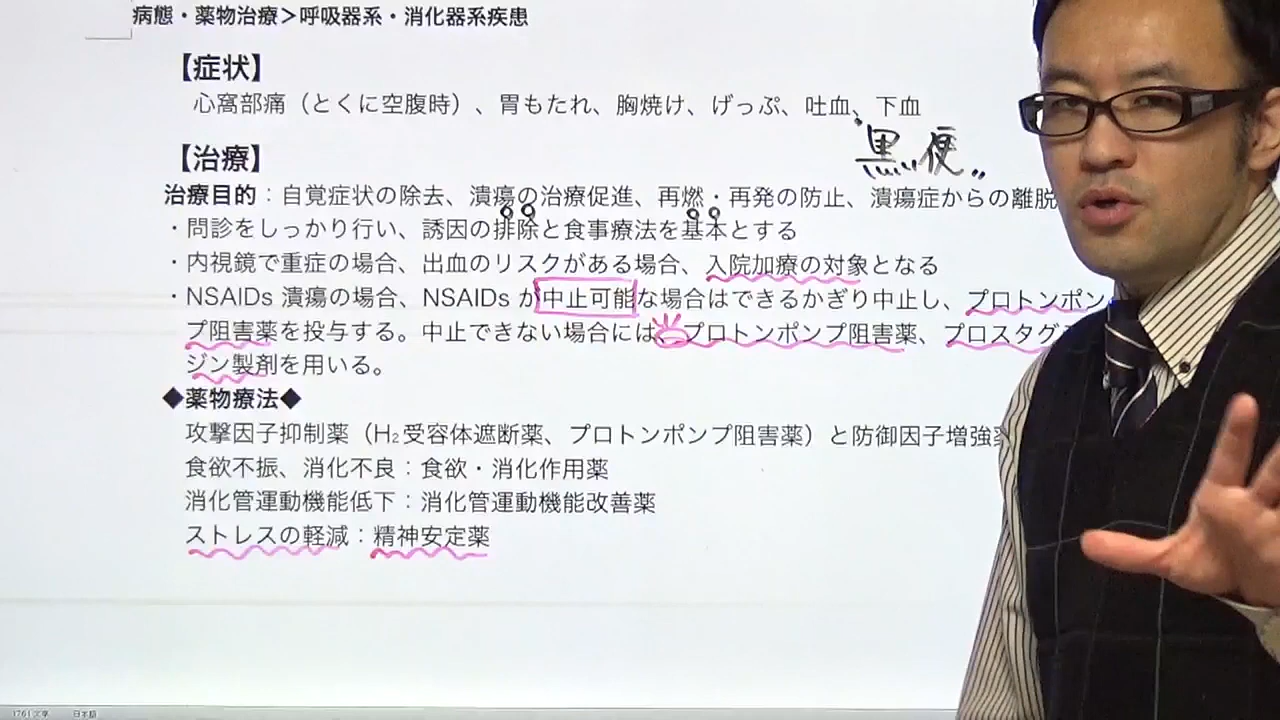 病態・薬物治療>呼吸器系・消化器系疾患
【症状】
心窩部痛（とくに空腹時）、胃もたれ、胸焼け、げっぷ、吐血、下血
黒便
【治療】
治療目的：自覚症状の除去、潰瘍の治療促進、再燃・再発の防止、潰瘍症からの離脱
・問診をしっかり行い、誘因の排除と食事療法を基本とする
・内視鏡で重症の場合、出血のリスクがある場合、入院加療の対象となる
・NSAIDs 潰瘍の場合、NSAIDs が中止可能な場合はできるかぎり中止し、プロトンポン
プ阻害薬を投与する。中止できない場合には、プロトンポンプ阻害薬、プロスタグ
ジン製剤を用いる。
◆薬物療法◆
攻撃因子抑制薬（H₂受容体遮断薬、プロトンポンプ阻害薬）と防御因子増強
食欲不振、消化不良：食欲・消化作用薬
消化管運動機能低下：消化管運動機能改善薬
ストレスの軽減：精神安定薬
1761文字 日本語